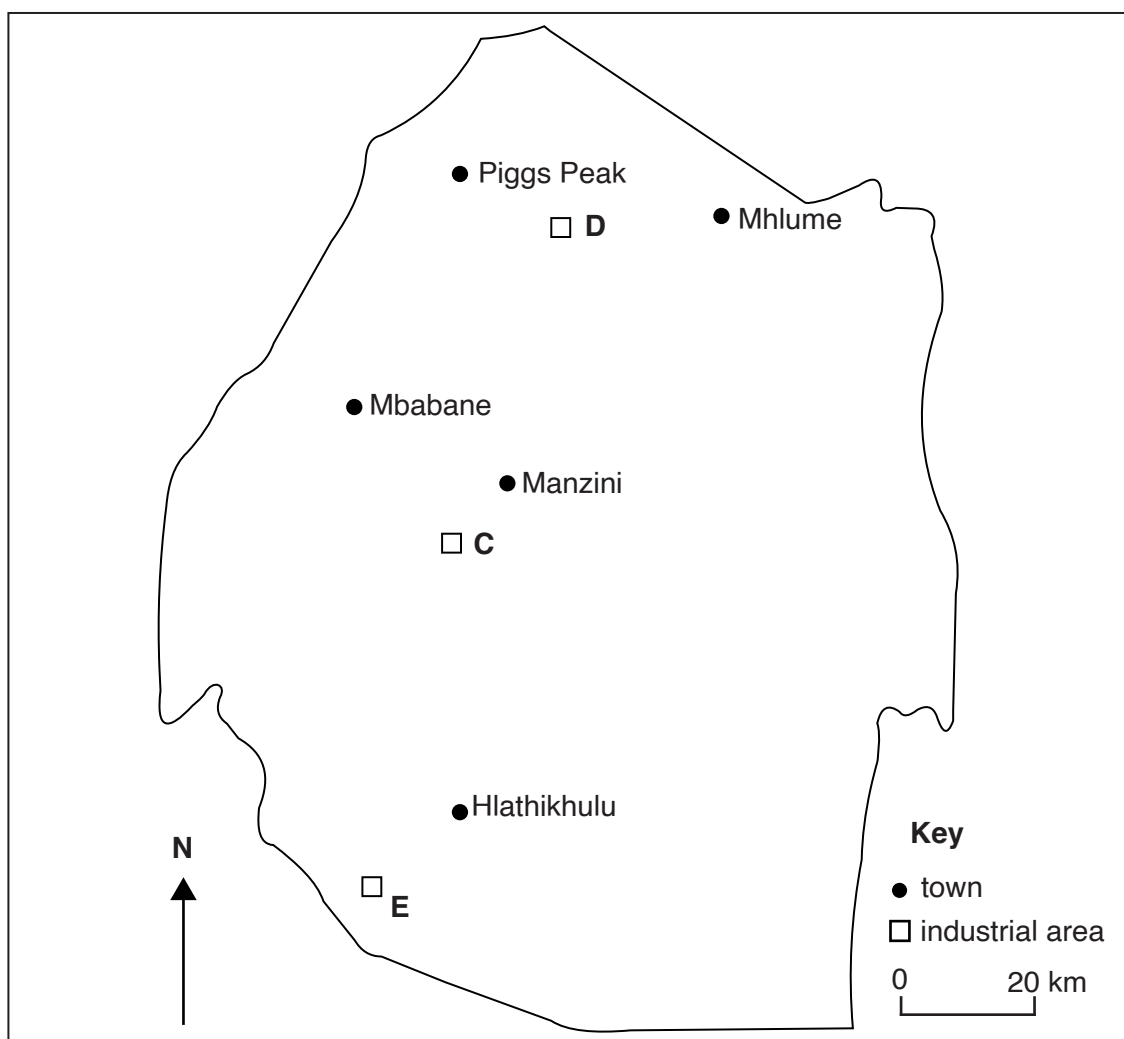 Piggs Peak
D
Mhlume
Mbabane
Manzini
C
Hlathikhulu
E
N
Key
town
industrial area
0 20 km